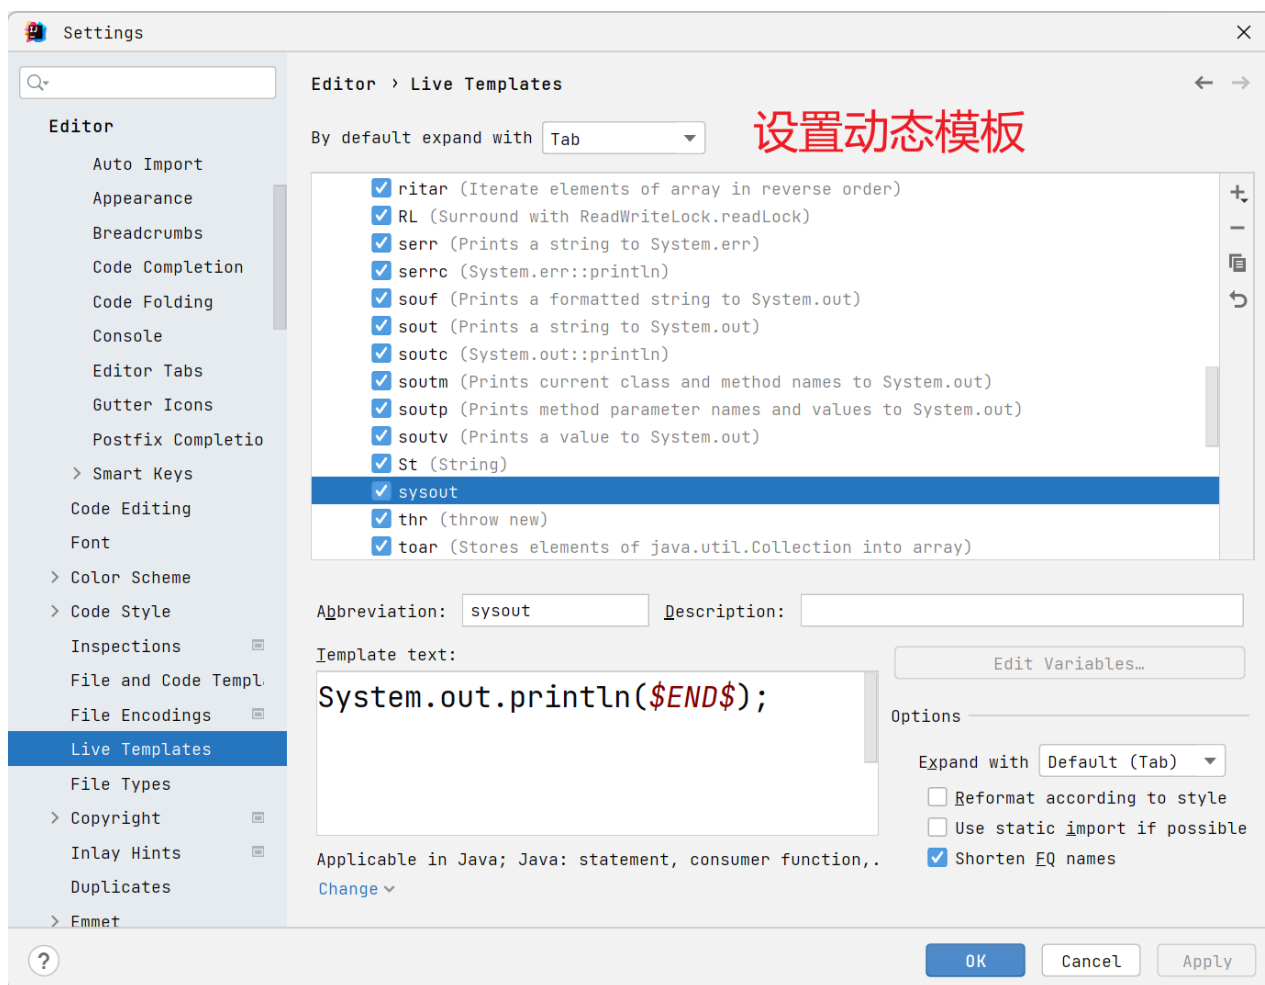 Settings
Editor › Live Templates
Editor
By default expand with Tab
设置动态模板
Auto Import
Appearance
Breadcrumbs
Code Completion
Code Folding
Console
Editor Tabs
Gutter Icons
Postfix Completio
Smart Keys
Code Editing
Font
Color Scheme
Code Style
Inspections
File and Code Templ
File Encodings
Live Templates
File Types
Copyright
Inlay Hints
Duplicates
Emmet
ritar (Iterate elements of array in reverse order)
RL (Surround with ReadWriteLock.readLock)
serr (Prints a string to System.err)
serrc (System.err::println)
souf (Prints a formatted string to System.out)
sout (Prints a string to System.out)
soutc (System.out::println)
soutm (Prints current class and method names to System.out)
soutp (Prints method parameter names and values to System.out)
soutv (Prints a value to System.out)
St (String)
sysout
thr (throw new)
toar (Stores elements of java.util.Collection into array)
Abbreviation: sysout Description:
Template text:
System.out.println($END$);
Edit Variables…
Options
Expand with Default (Tab)
Reformat according to style
Use static import if possible
Shorten FQ names
Applicable in Java; Java: statement, consumer function,.
Change
?
OK Cancel Apply